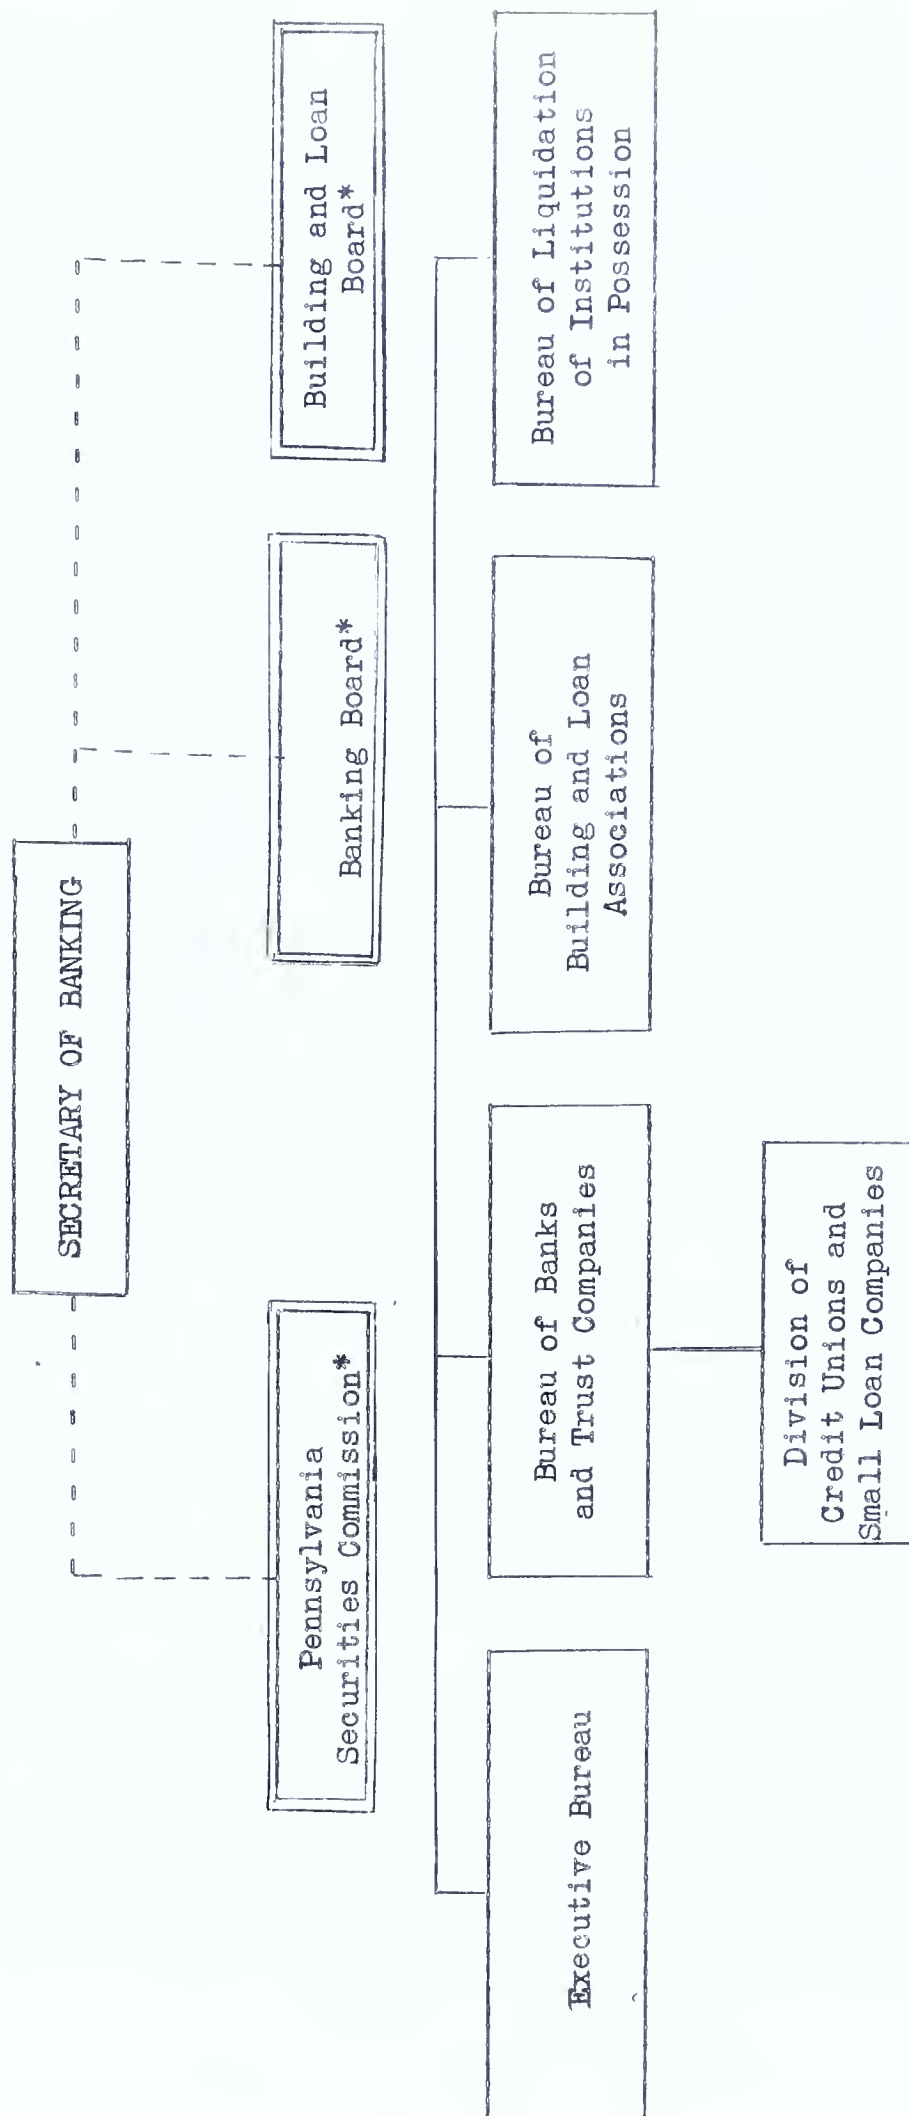 SECRETARY OF BANKING
Pennsylvania
Securities Commission*
Banking Board*
Building and Loan
Board*
Executive Bureau
Bureau of Banks
and Trust Companies
Bureau of
Building and Loan
Associations
Bureau of Liquidation
of Institutions
in Possession
Division of
Credit Unions and
Small Loan Companies